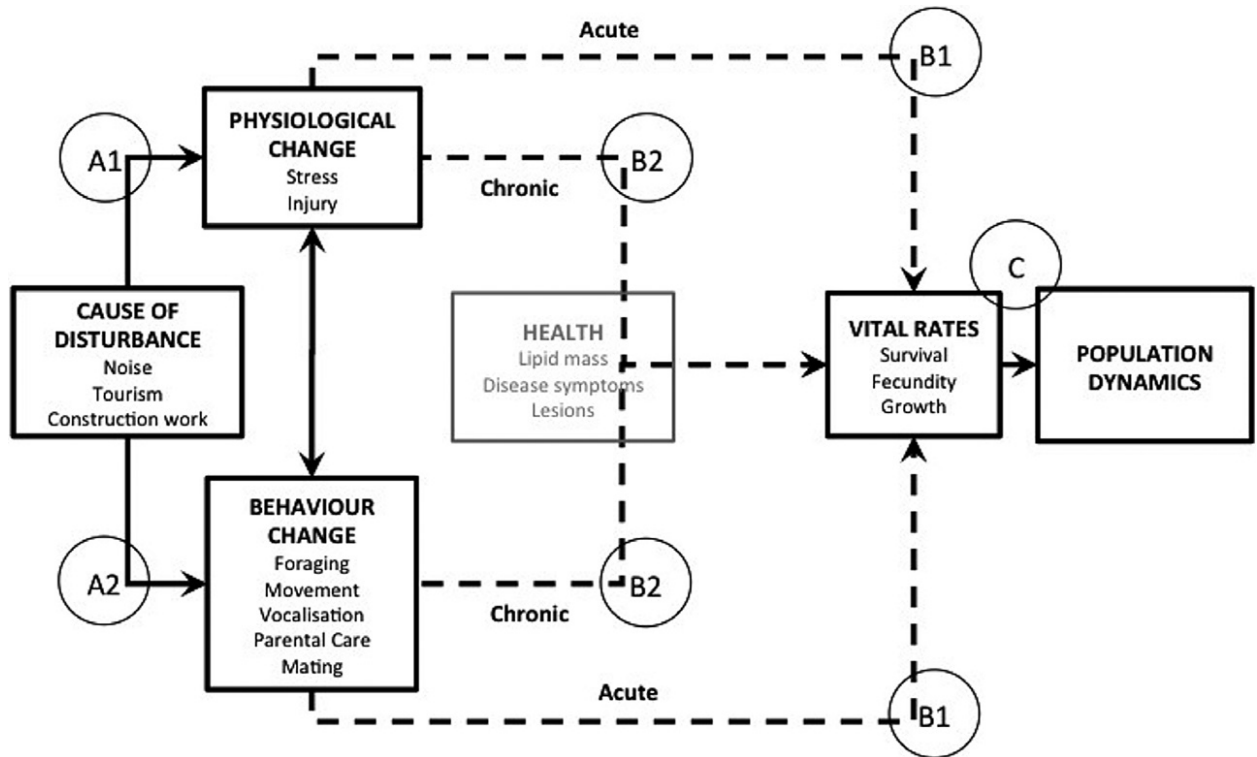 Acute
B1
PHYSIOLOGICAL
CHANGE
Stress
Injury
A1
B2
Chronic
CAUSE OF
DISTURBANCE
Noise
Tourism
Construction work
HEALTH
Lipid mass
Disease symptoms
Lesions
C
VITAL RATES
Survival
Fecundity
Growth
POPULATION
DYNAMICS
BEHAVIOUR
CHANGE
Foraging
Movement
Vocalisation
Parental Care
Mating
A2
B2
Chronic
Acute
B1